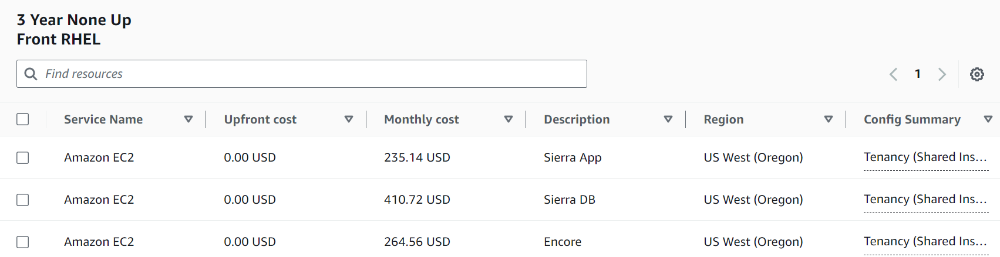 3 Year None Up
Front RHEL
Find resources
1
Service Name Upfront cost Monthly cost Description Region Config Summary
Amazon EC2 0.00 USD 235.14 USD Sierra App US West (Oregon) Tenancy (Shared Ins...
Amazon EC2 0.00 USD 410.72 USD Sierra DB US West (Oregon) Tenancy (Shared Ins...
Amazon EC2 0.00 USD 264.56 USD Encore US West (Oregon) Tenancy (Shared Ins...